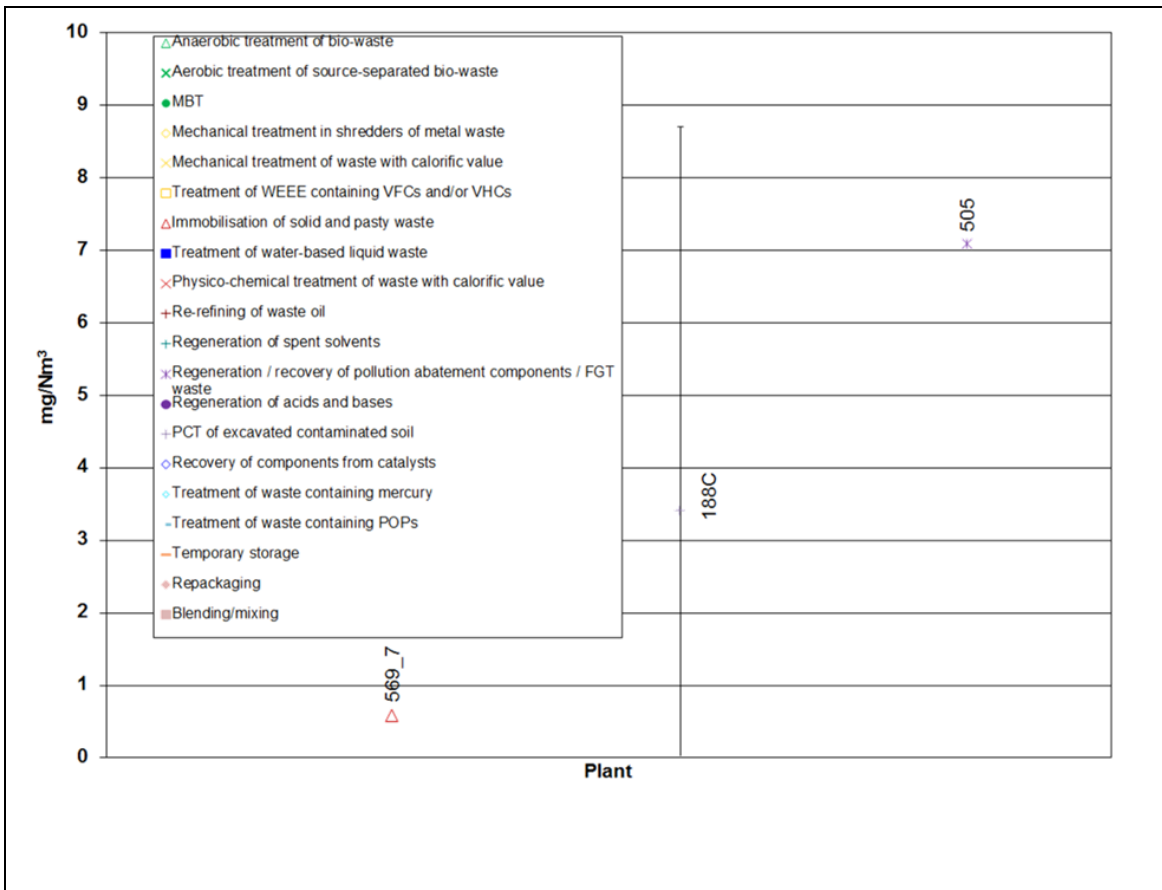 10
9
8
7
6
5
4
3
2
1
0
mg/Nm³
Anaerobic treatment of bio-waste
Aerobic treatment of source-separated bio-waste
MBT
Mechanical treatment in shredders of metal waste
Mechanical treatment of waste with calorific value
Treatment of WEEE containing VFCs and/or VHCs
Immobilisation of solid and pasty waste
Treatment of water-based liquid waste
Physico-chemical treatment of waste with calorific value
Re-refining of waste oil
Regeneration of spent solvents
Regeneration / recovery of pollution abatement components / FGT
waste
Regeneration of acids and bases
PCT of excavated contaminated soil
Recovery of components from catalysts
Treatment of waste containing mercury
Treatment of waste containing POPs
Temporary storage
Repackaging
Blending/mixing
569_7
188C
505
Plant